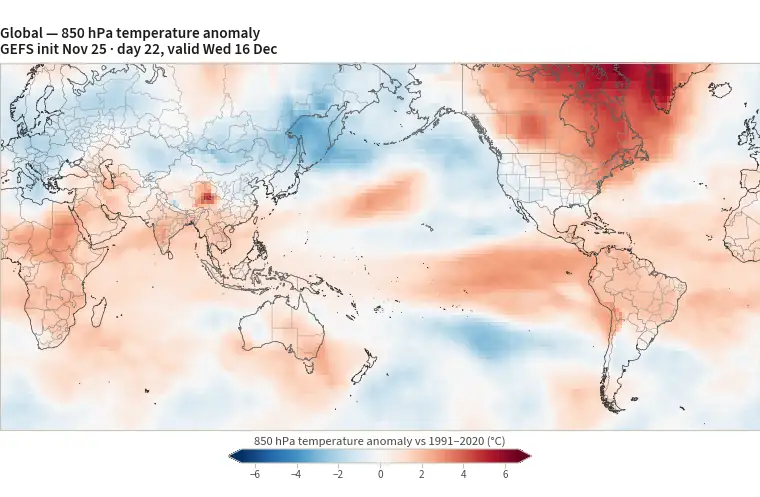 Global — 850 hPa temperature anomaly
GEFS init Nov 25 · day 22, valid Wed 16 Dec
850 hPa temperature anomaly vs 1991–2020 (°C)
−6 −4 −2 0 2 4 6